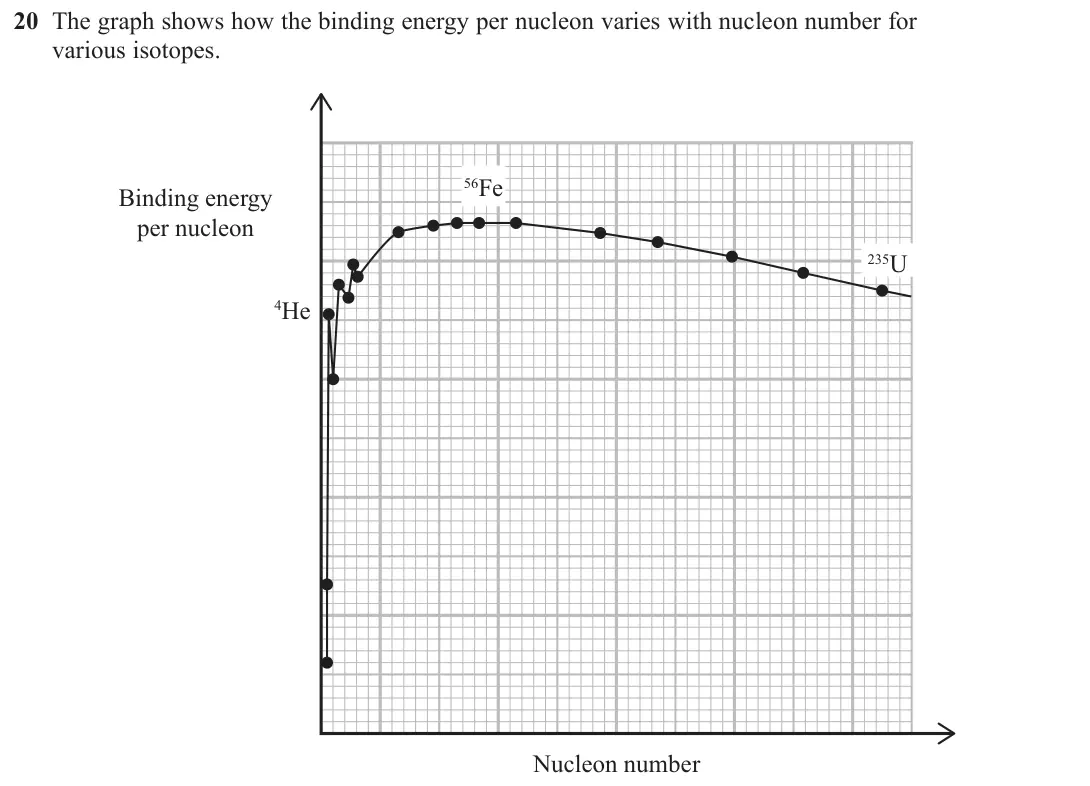 20 The graph shows how the binding energy per nucleon varies with nucleon number for
various isotopes.
Binding energy
per nucleon
⁵⁶Fe
²³⁵U
⁴He
Nucleon number